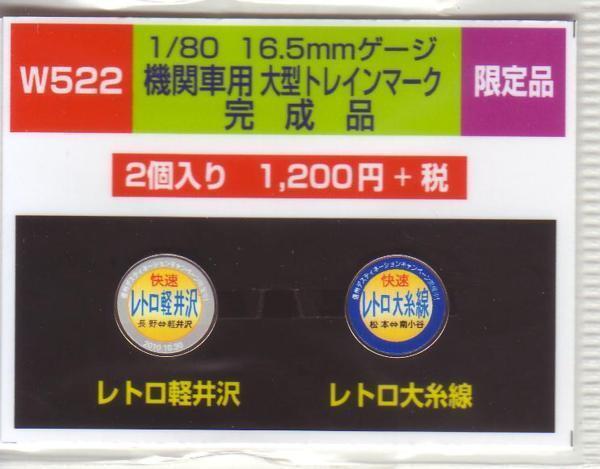 W522
1/80 16.5mmゲージ
機関車用 大型トレインマーク
完成品
限定品
2個入り 1,200円+税
快速
レトロ軽井沢
長野⇔軽井沢
2010.10.30
快速
レトロ大糸線
松本⇔南小谷
レトロ軽井沢
レトロ大糸線